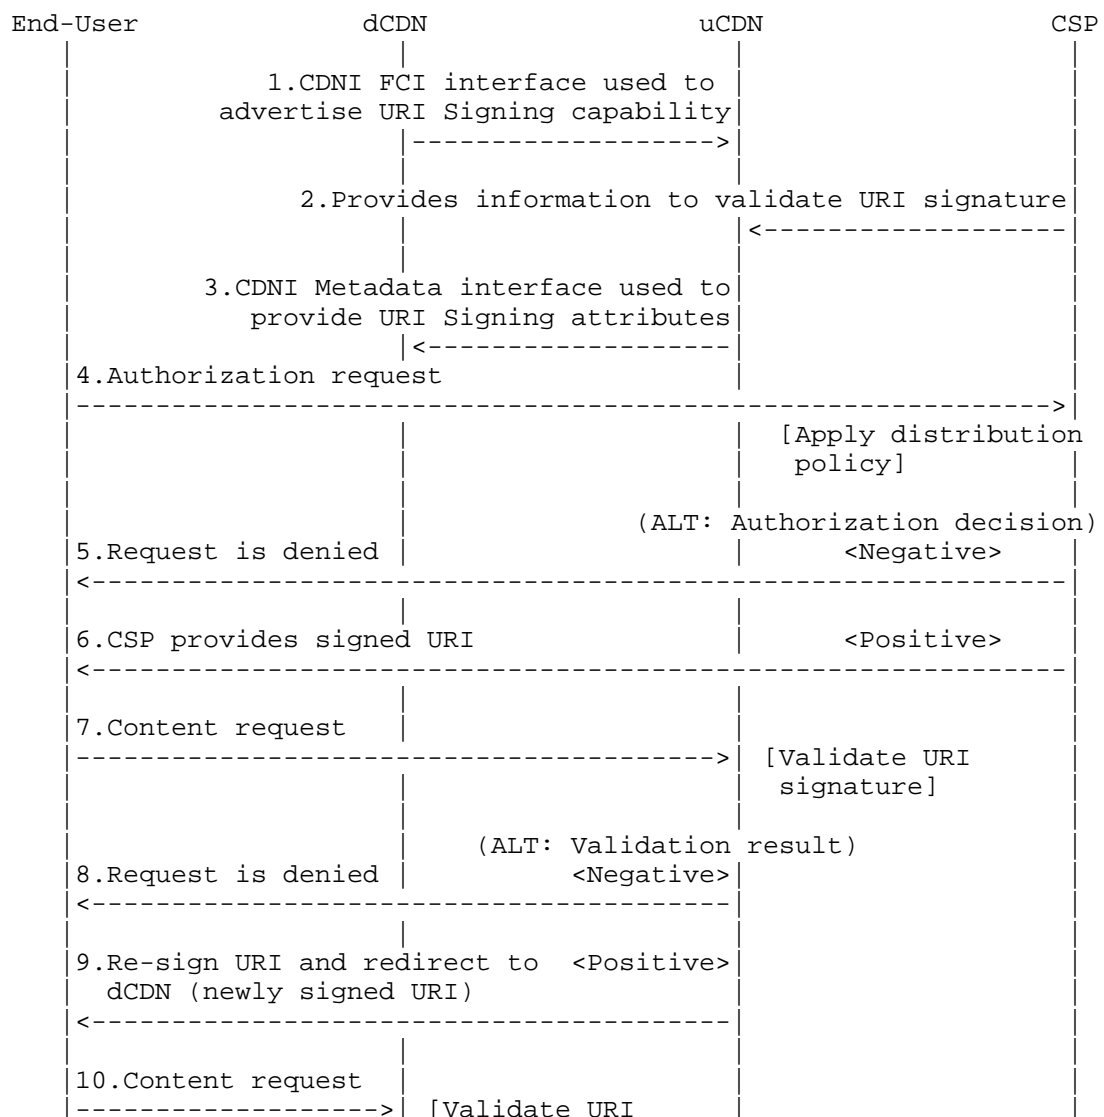 End-User dCDN uCDN CSP
1.CDNI FCI interface used to
advertise URI Signing capability
2.Provides information to validate URI signature
3.CDNI Metadata interface used to
provide URI Signing attributes
4.Authorization request
[Apply distribution
policy]
(ALT: Authorization decision)
5.Request is denied <Negative>
6.CSP provides signed URI <Positive>
7.Content request
[Validate URI
signature]
(ALT: Validation result)
8.Request is denied <Negative>
9.Re-sign URI and redirect to <Positive>
dCDN (newly signed URI)
10.Content request
[Validate URI